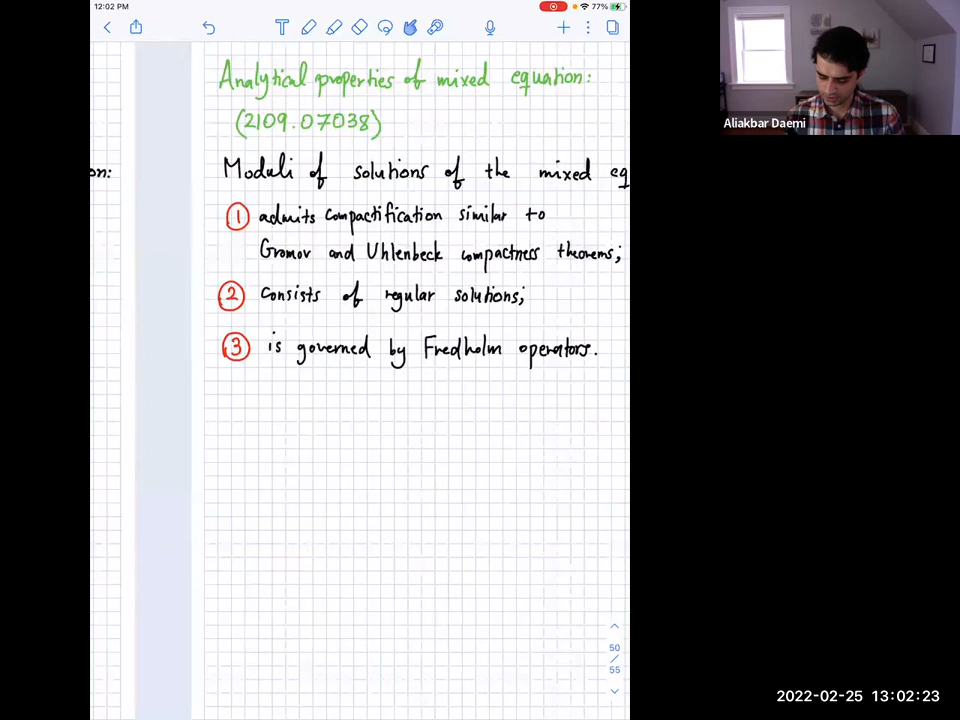 12:02 PM
77%
Analytical properties of mixed equation:
(2109.07038)
on:
Moduli of solutions of the mixed eq
① admits compactification similar to
Gromov and Uhlenbeck compactness theorems;
② consists of regular solutions;
③ is governed by Fredholm operators.
50
/
55
Aliakbar Daemi
2022-02-25 13:02:23